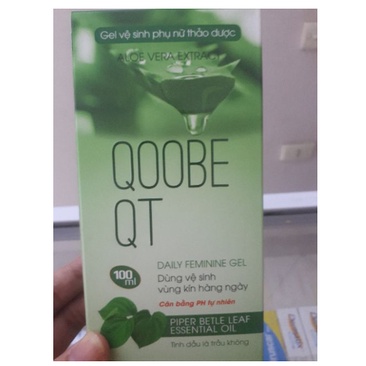 Gel vệ sinh phụ nữ thảo dược
ALOE VERA EXTRACT
QOOBE
QT
DAILY FEMININE GEL
100
ml
Dùng vệ sinh
vùng kín hàng ngày
Cân bằng PH tự nhiên
PIPER BETLE LEAF
ESSENTIAL OIL
Tinh dầu lá trầu không